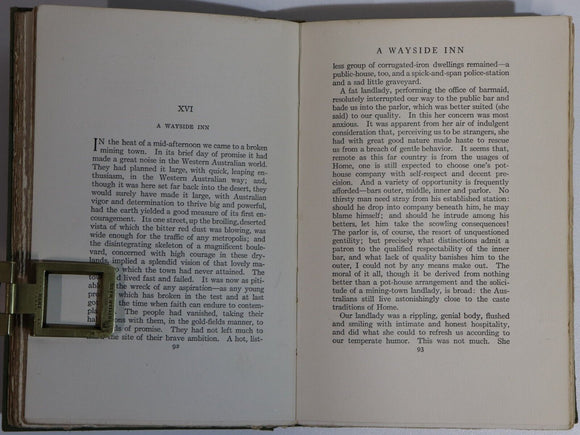 XVI
A WAYSIDE INN
IN the heat of a mid-afternoon we came to a broken
mining town. In its brief day of promise it had
made a great noise in the Western Australian world.
They had planned it large, with quick, leaping en-
thusiasm, in the Western Australian way; and,
though it was here set far back into the desert, they
would surely have made it large, with Australian
vigor and determination to thrive big and powerful,
had the earth yielded a good measure of its first en-
couragement. Its one street, up the broiling, deserted
vista of which the bitter red dust was blowing, was
wide enough for the traffic of any metropolis; and
the disintegrating skeleton of a magnificent boule-
vard, concerned with high courage in these dry-
lands, implied a splendid vision of that lovely ma-
to which the town had never attained. The
had lived fast and failed. It was now as piti-
the wreck of any aspiration—as any young
which has broken in the test and at last
the time when faith can endure to contem-
The people had vanished, taking their
with them, in the gold-fields manner, to
of promise. They had not left much to
the site of their brave ambition. A hot, list-
92
A WAYSIDE INN
less group of corrugated-iron dwellings remained—a
public-house, too, and a spick-and-span police-station
and a sad little graveyard.
A fat landlady, performing the office of barmaid,
resolutely interrupted our way to the public bar and
bade us into the parlor, which was better suited (she
said) to our quality. In this her concern was most
anxious. It was apparent from her air of indulgent
consideration that, perceiving us to be strangers, she
had with great good nature made haste to rescue
us from a breach of gentle behavior. It seems that,
remote as this far country is from the usages of
Home, one is still expected to choose one's pot-
house company with self-respect and decent pre-
cision. And a variety of opportunity is frequently
afforded—bars outer, middle, inner and parlor. No
thirsty man need stray from his established station:
should he drop into company beneath him, he may
blame himself; and should he intrude among his
betters, let him take the scowling consequences!
The parlor is, of course, the resort of unquestioned
gentility; but precisely what distinctions admit a
patron to the qualified respectability of the inner
bar, and what lack of quality banishes him to the
outer, I could not by any means make out. The
moral of it all, though it be derived from nothing
better than a pot-house arrangement and the solici-
tude of a mining-town landlady, is broad: the Au-
stralians still live astonishingly close to the caste
traditions of Home.
Our landlady was a rippling, genial body, flushed
and smiling with intimate and honest hospitality,
and did what she could to refresh us according to
our temperate humor. This was not much. She
93